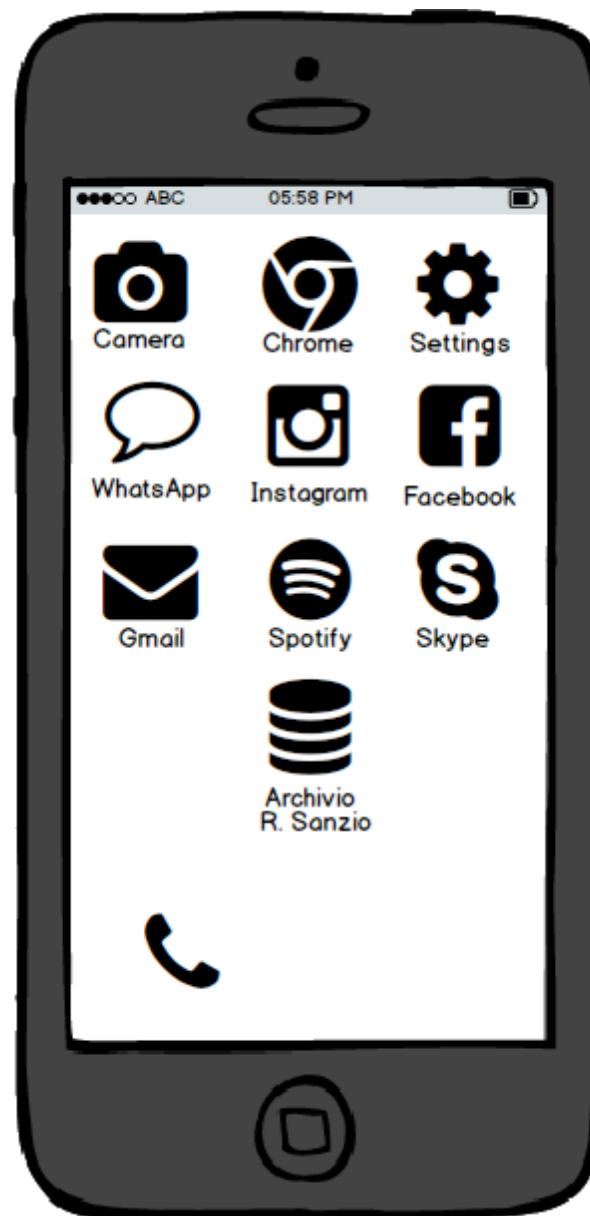 ABC 05:58 PM
Camera Chrome Settings
WhatsApp Instagram Facebook
Gmail Spotify Skype
Archivio
R. Sanzio